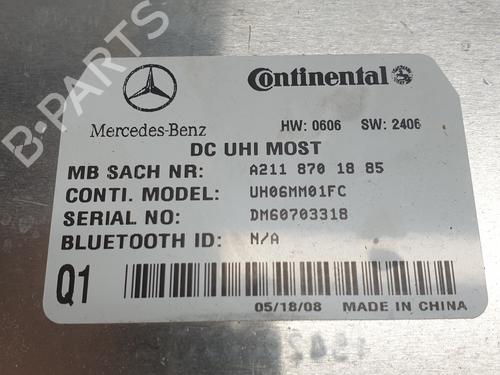 B-PARTS
Continental
Mercedes-Benz
HW: 0606 SW: 2406
DC UHI MOST
MB SACH NR: A211 870 18 85
CONTI. MODEL: UH06MM01FC
SERIAL NO: DM60703318
BLUETOOTH ID: N/A
Q1
05/18/08 MADE IN CHINA